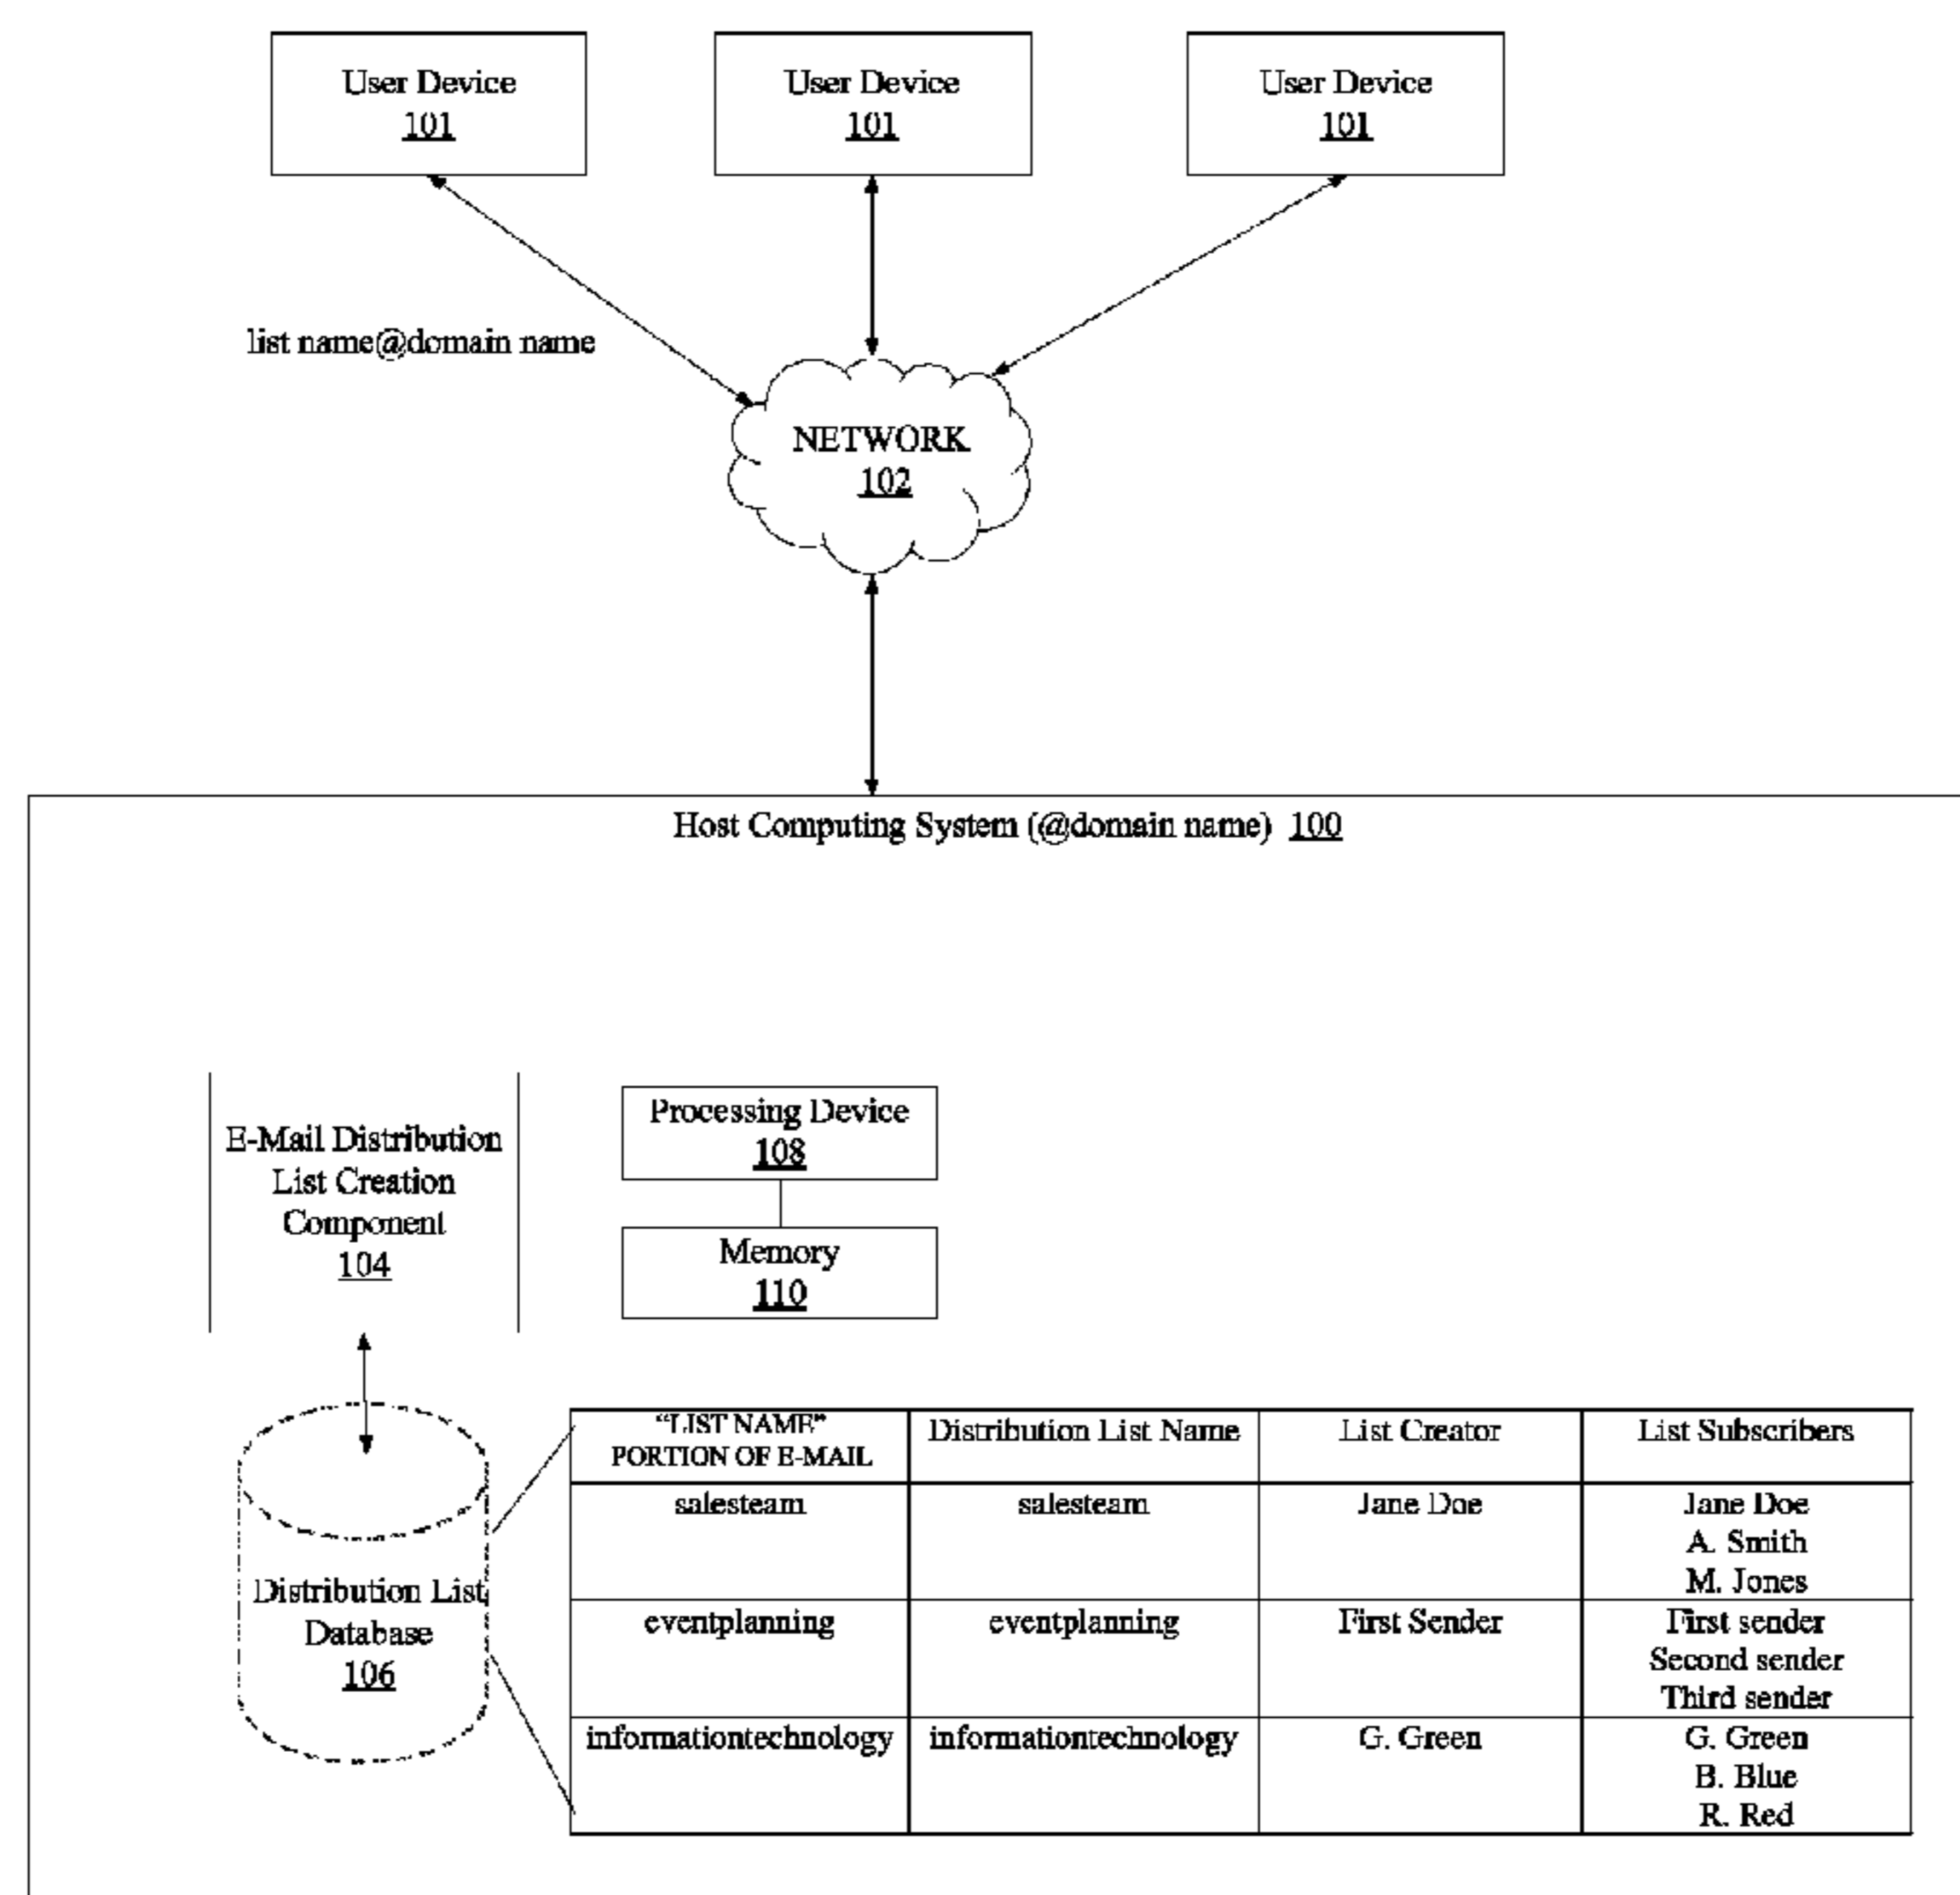 User Device
101
User Device
101
User Device
101
list name@domain name
NETWORK
102
Host Computing System (@domain name) 100
E-Mail Distribution
List Creation
Component
104
Processing Device
108
Memory
110
Distribution List
Database
106
“LIST NAME”
PORTION OF E-MAIL
Distribution List Name
List Creator
List Subscribers
salesteam
salesteam
Jane Doe
Jane Doe
A. Smith
M. Jones
eventplanning
eventplanning
First Sender
First sender
Second sender
Third sender
informationtechnology
informationtechnology
G. Green
G. Green
B. Blue
R. Red